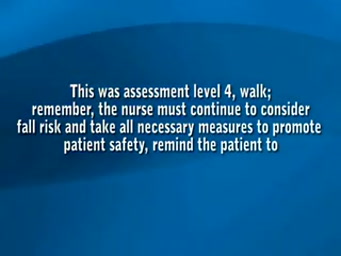 This was assessment level 4, walk;
remember, the nurse must continue to consider
fall risk and take all necessary measures to promote
patient safety, remind the patient to